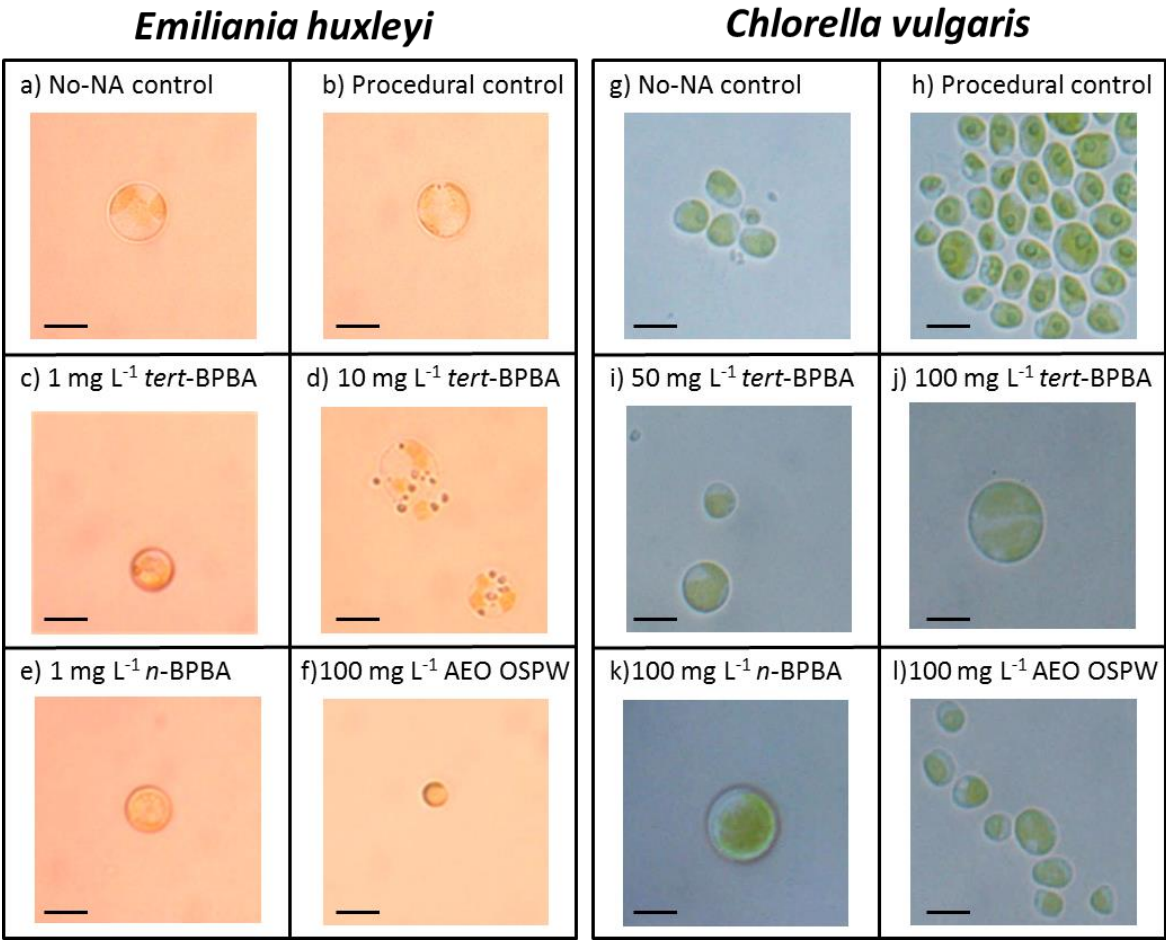 Emiliania huxleyi
Chlorella vulgaris
a) No-NA control
b) Procedural control
g) No-NA control
h) Procedural control
c) 1 mg L-1 tert-BPBA
d) 10 mg L-1 tert-BPBA
i) 50 mg L-1 tert-BPBA
j) 100 mg L-1 tert-BPBA
e) 1 mg L-1 n-BPBA
f)100 mg L-1 AEO OSPW
k)100 mg L-1 n-BPBA
l)100 mg L-1 AEO OSPW